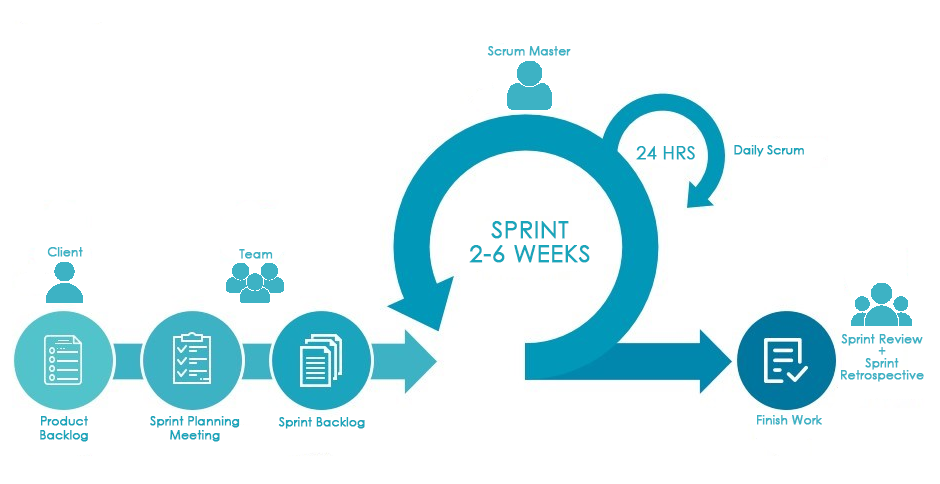 Scrum Master
24 HRS
Daily Scrum
SPRINT
2-6 WEEKS
Client
Team
Product
Backlog
Sprint Planning
Meeting
Sprint Backlog
Finish Work
Sprint Review
+
Sprint
Retrospective